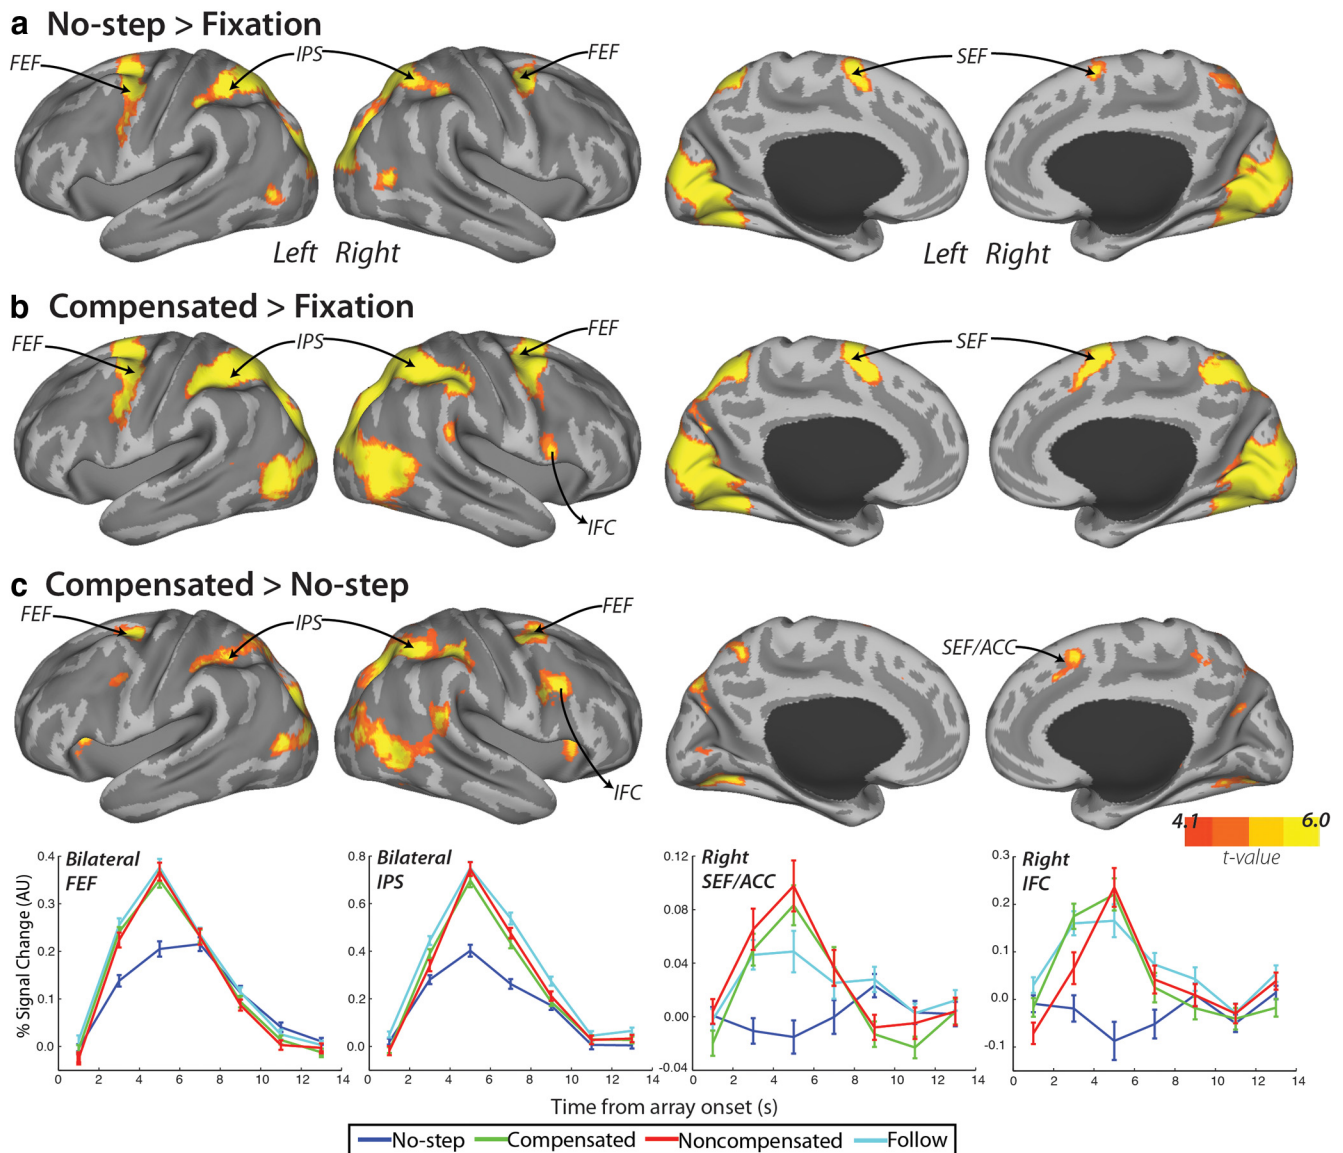 a No-step > Fixation
FEF IPS FEF SEF
Left Right Left Right
b Compensated > Fixation
FEF IPS FEF SEF
IFC
c Compensated > No-step
FEF IPS FEF SEF/ACC
IFC
4.1 6.0
t-value
Bilateral
FEF
Bilateral
IPS
Right
SEF/ACC
Right
IFC
% Signal Change (AU)
0.4
0.3
0.2
0.1
0.0
0 2 4 6 8 10 12 14
0.8
0.6
0.4
0.2
0.0
0 2 4 6 8 10 12 14
0.12
0.08
0.04
0.00
-0.04
0 2 4 6 8 10 12 14
0.3
0.2
0.1
0.0
-0.1
0 2 4 6 8 10 12 14
Time from array onset (s)
No-step Compensated Noncompensated Follow